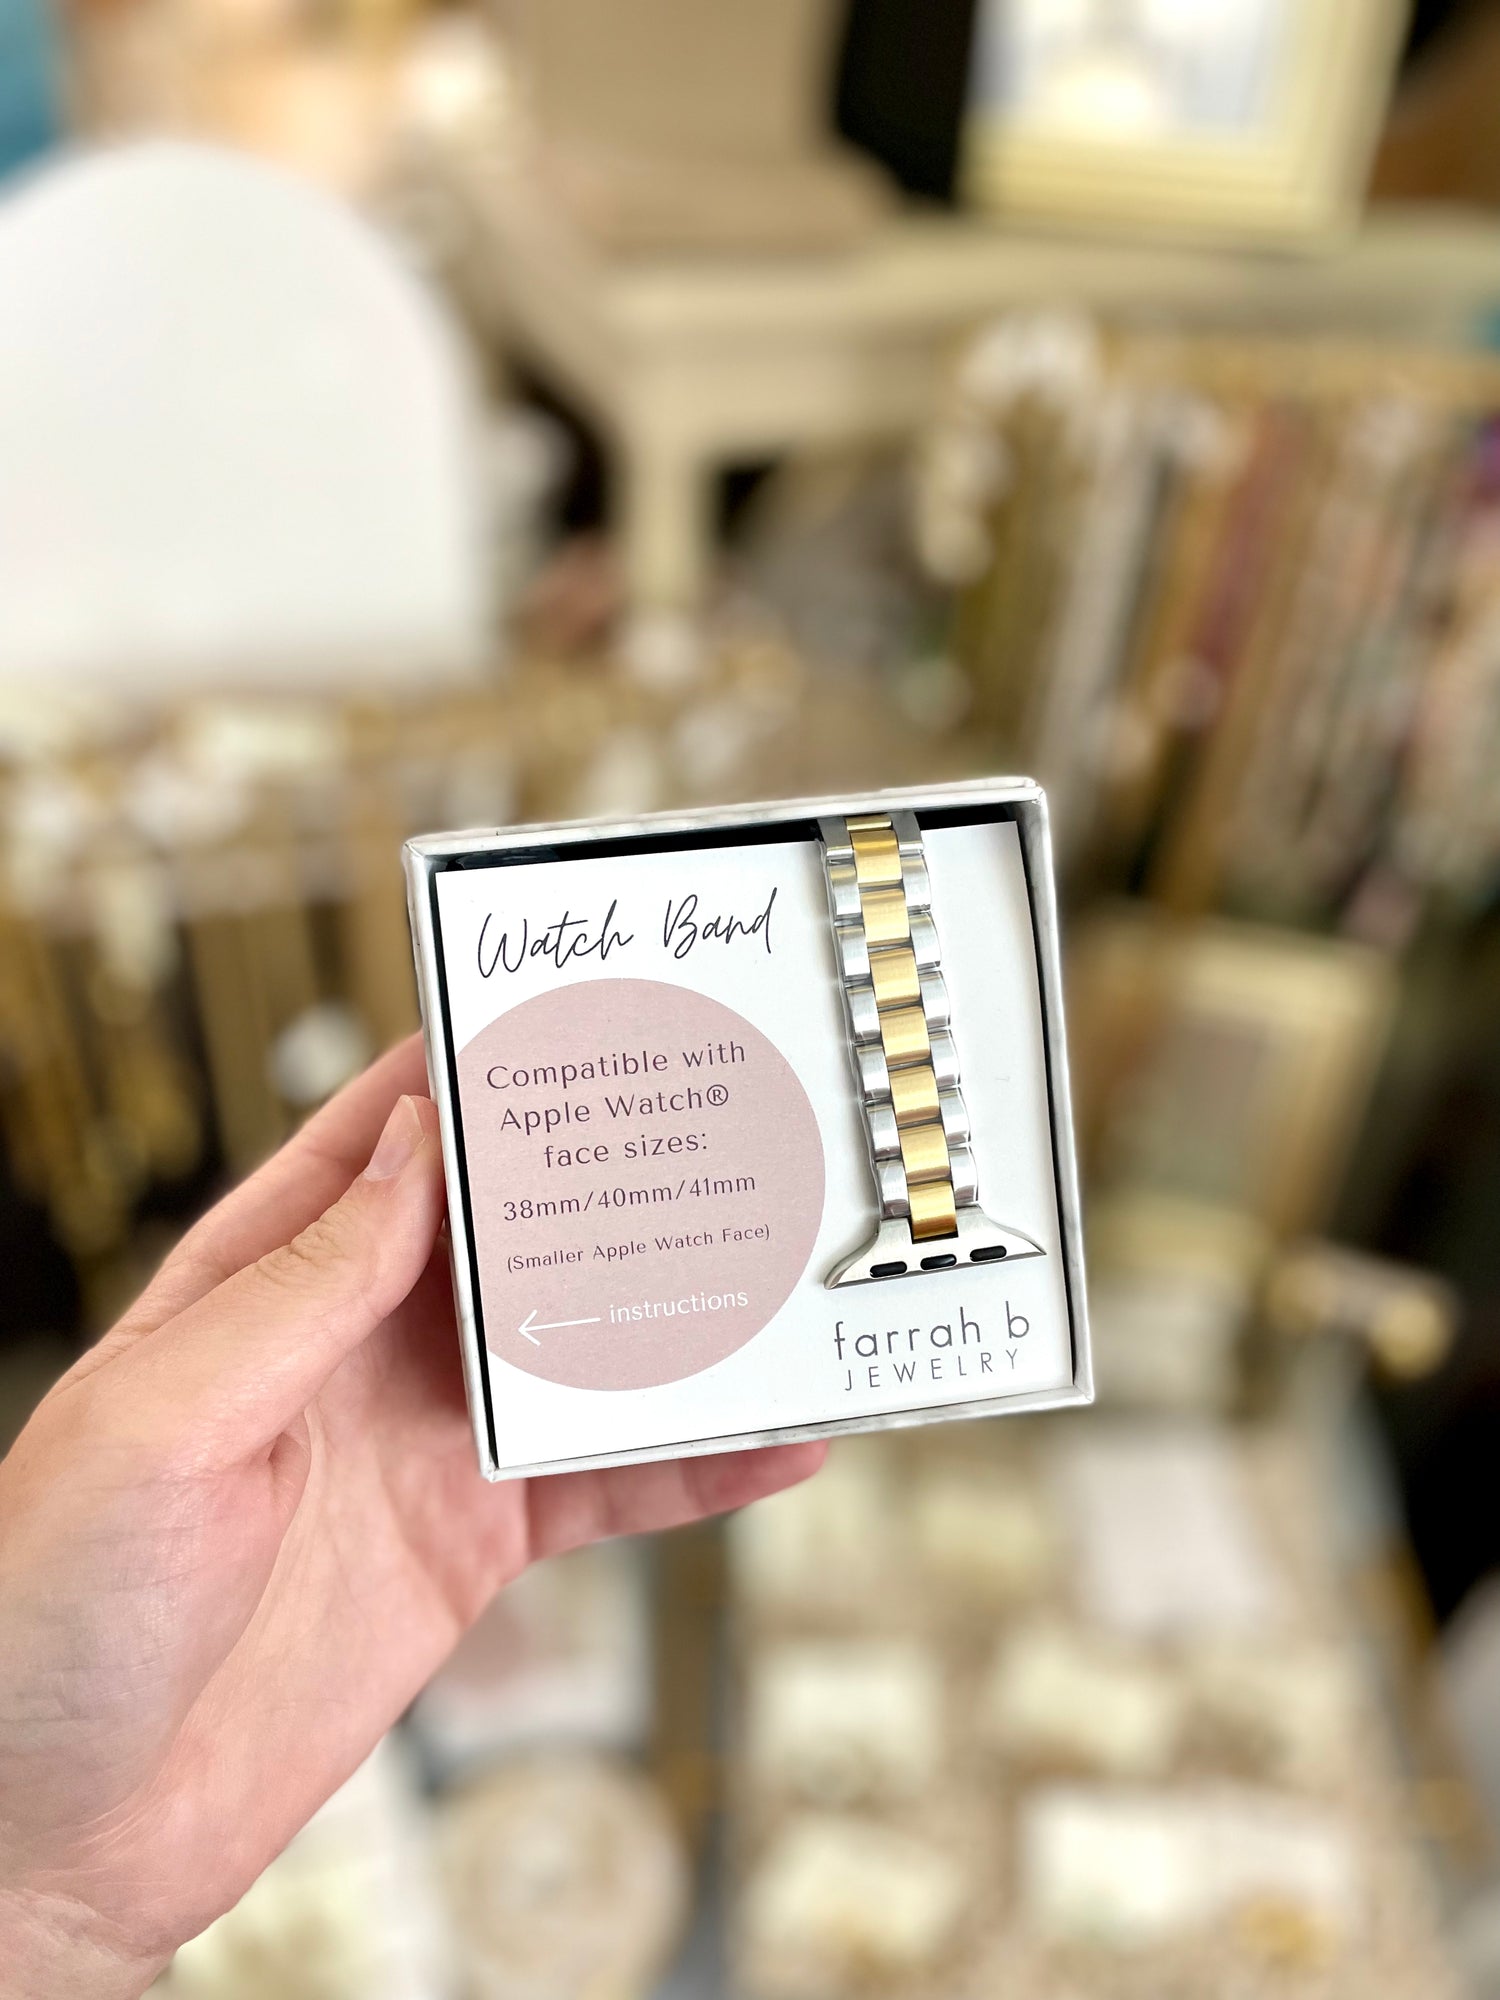 Watch Band
Compatible with
Apple Watch®
face sizes:
38mm/40mm/41mm
(Smaller Apple Watch Face)
instructions
farrah b
JEWELRY